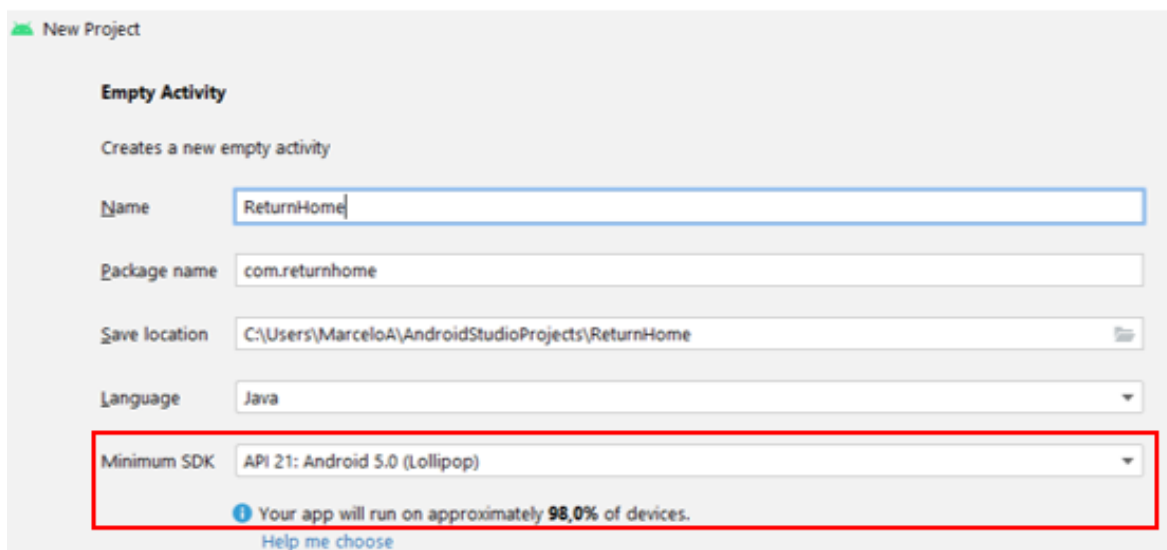 New Project
Empty Activity
Creates a new empty activity
Name ReturnHome
Package name com.returnhome
Save location C:\Users\MarceloA\AndroidStudioProjects\ReturnHome
Language Java
Minimum SDK API 21: Android 5.0 (Lollipop)
Your app will run on approximately 98,0% of devices.
Help me choose